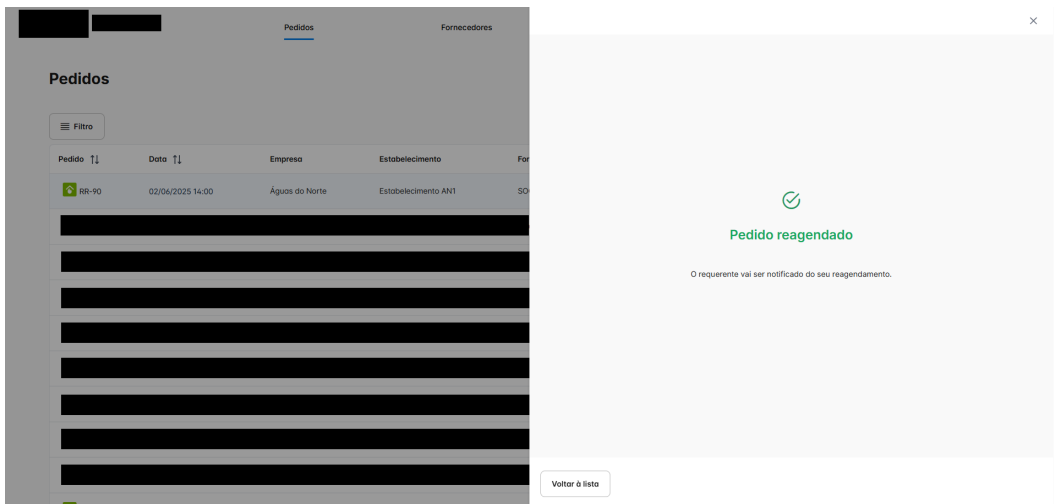 Pedidos Fornecedores
Pedidos
Filtro
Pedido Data Empresa Estabelecimento
RR-90 02/06/2025 14:00 Águas do Norte Estabelecimento AN1
Pedido reagendado
O requerente vai ser notificado do seu reagendamento.
Voltar à lista